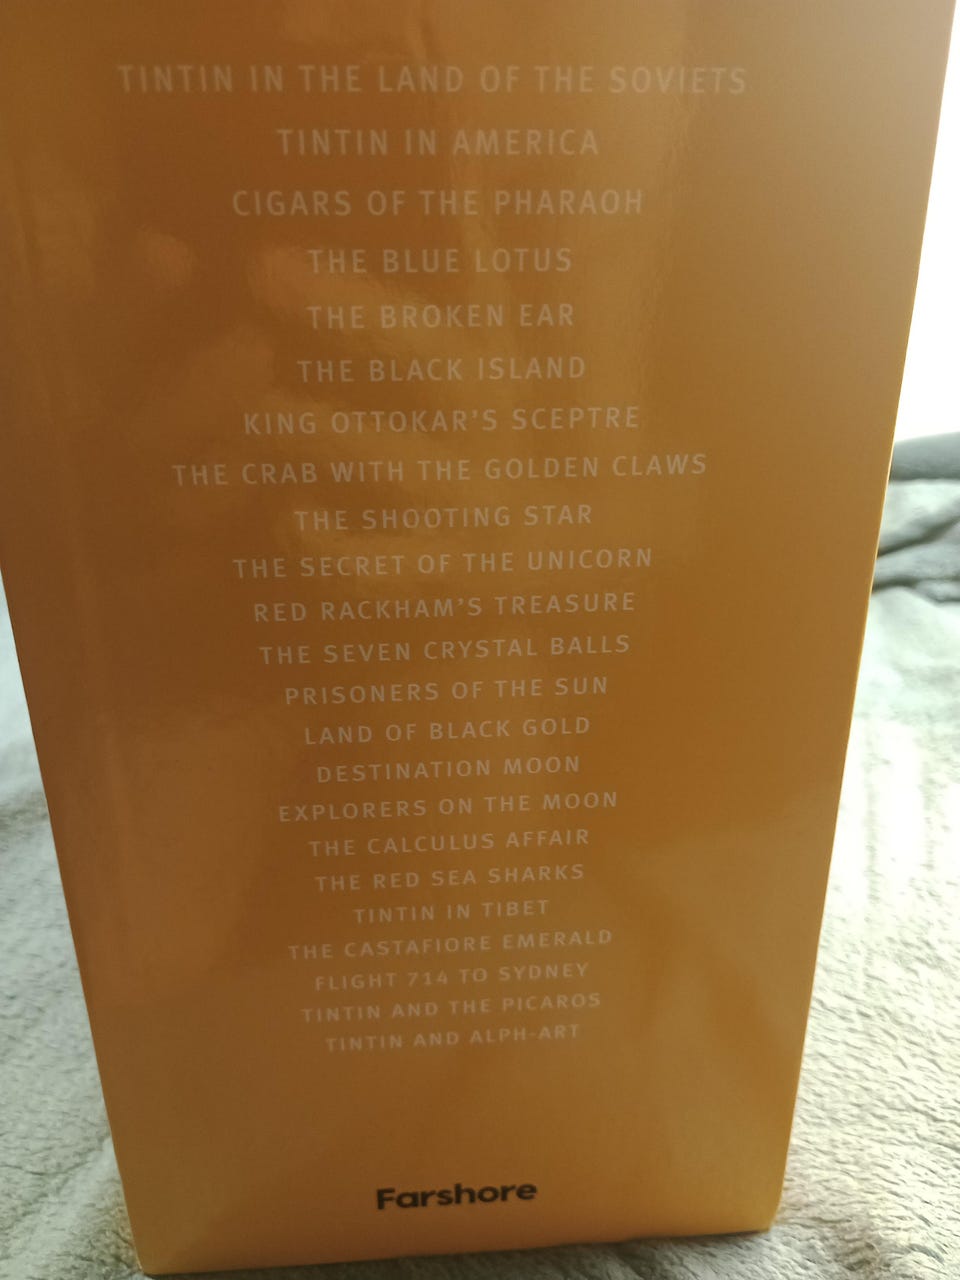 TINTIN IN THE LAND OF THE SOVIETS
TINTIN IN AMERICA
CIGARS OF THE PHARAOH
THE BLUE LOTUS
THE BROKEN EAR
THE BLACK ISLAND
KING OTTOKAR'S SCEPTRE
THE CRAB WITH THE GOLDEN CLAWS
THE SHOOTING STAR
THE SECRET OF THE UNICORN
RED RACKHAM'S TREASURE
THE SEVEN CRYSTAL BALLS
PRISONERS OF THE SUN
LAND OF BLACK GOLD
DESTINATION MOON
EXPLORERS ON THE MOON
THE CALCULUS AFFAIR
THE RED SEA SHARKS
TINTIN IN TIBET
THE CASTAFIORE EMERALD
FLIGHT 714 TO SYDNEY
TINTIN AND THE PICAROS
TINTIN AND ALPH-ART
Farshore